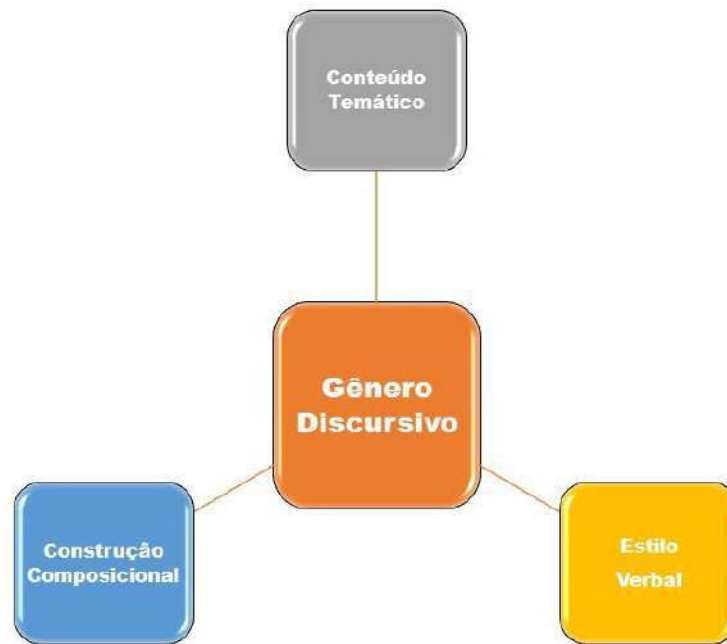 Conteúdo
Temático
Gênero
Discursivo
Construção
Composicional
Estilo
Verbal